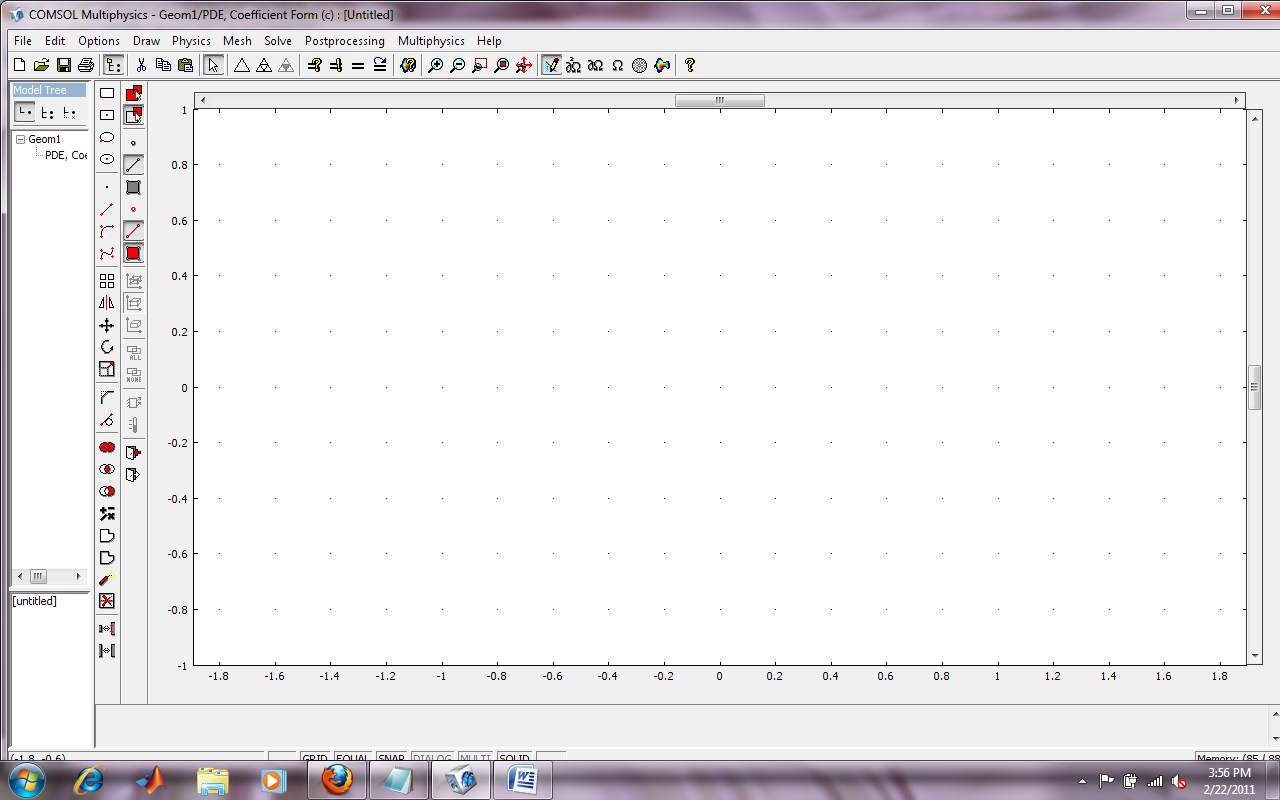 COMSOL Multiphysics - Geom1/PDE, Coefficient Form (c) : [Untitled]
File Edit Options Draw Physics Mesh Solve Postprocessing Multiphysics Help
Model Tree
Geom1
PDE, Coe
[untitled]
ALL
NONE
1
0.8
0.6
0.4
0.2
0
-0.2
-0.4
-0.6
-0.8
-1
-1.8 -1.6 -1.4 -1.2 -1 -0.8 -0.6 -0.4 -0.2 0 0.2 0.4 0.6 0.8 1 1.2 1.4 1.6 1.8
(-1.8, -0.6) GRID EQUAL SNAP DIALOG MULTI SOLID Memory: (85 / 88
3:56 PM
2/22/2011